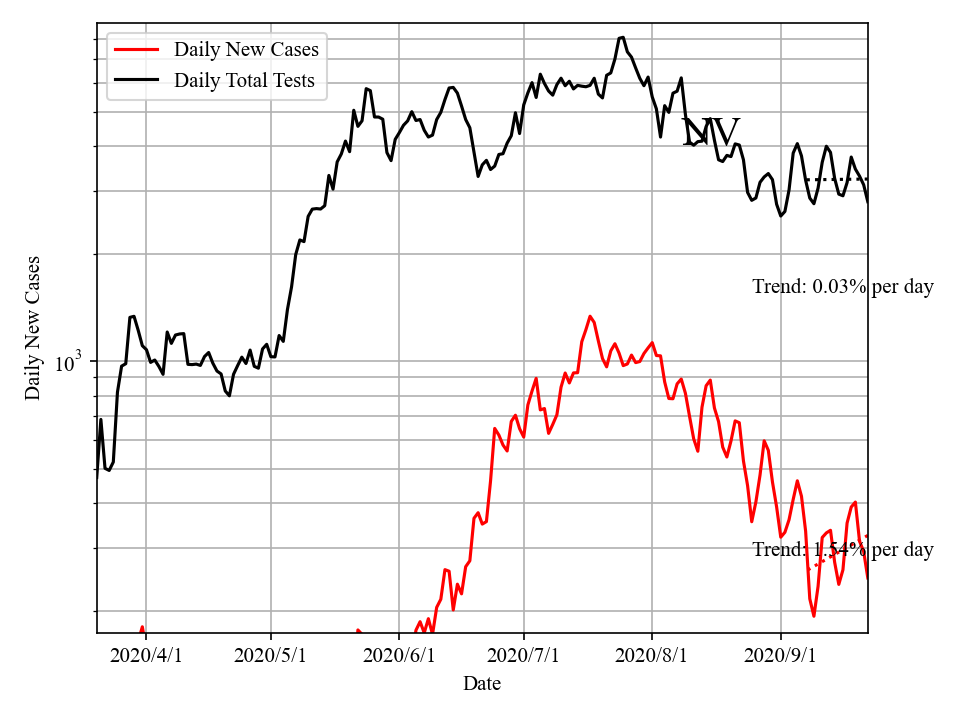 Daily New Cases
Daily Total Tests
NV
Trend: 0.03% per day
Daily New Cases
10³
Trend: 1.54% per day
2020/4/1 2020/5/1 2020/6/1 2020/7/1 2020/8/1 2020/9/1
Date